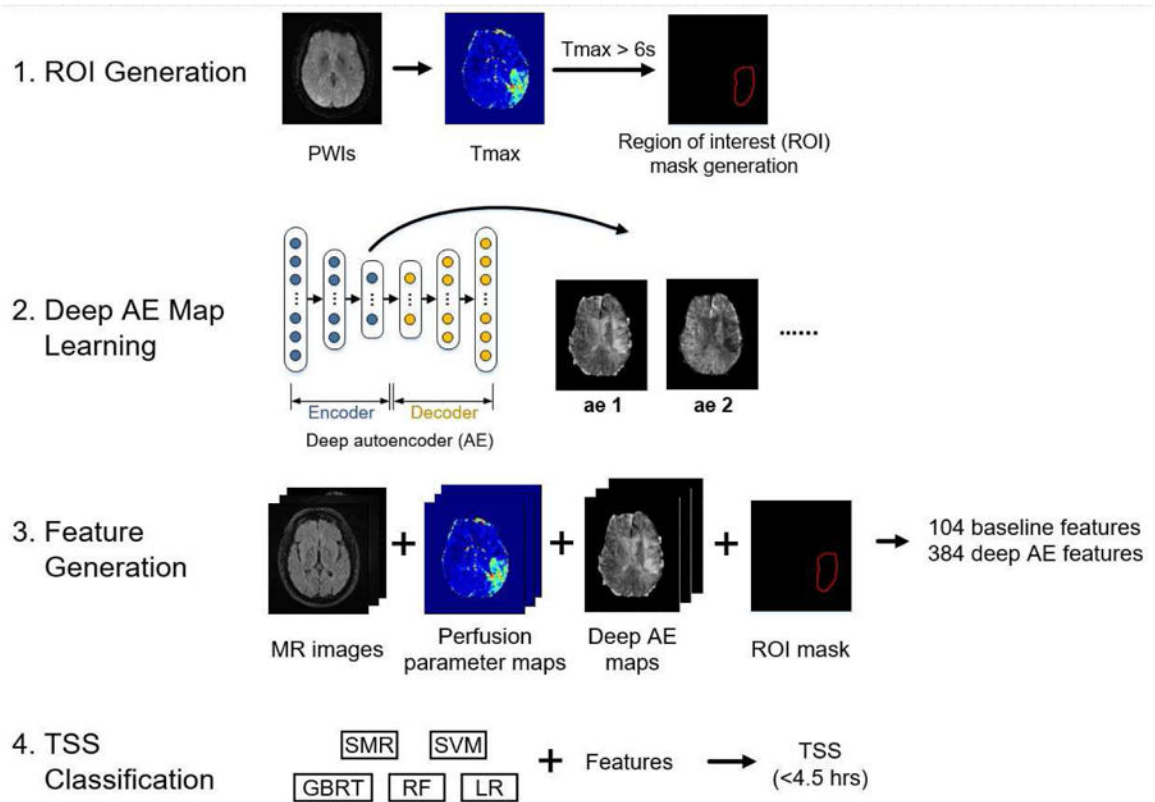 1. ROI Generation
Tmax > 6s
PWIs
Tmax
Region of interest (ROI)
mask generation
2. Deep AE Map
Learning
ae 1
ae 2
......
Encoder
Decoder
Deep autoencoder (AE)
3. Feature
Generation
104 baseline features
384 deep AE features
MR images
Perfusion
parameter maps
Deep AE
maps
ROI mask
4. TSS
Classification
SMR
SVM
GBRT
RF
LR
Features
TSS
(<4.5 hrs)